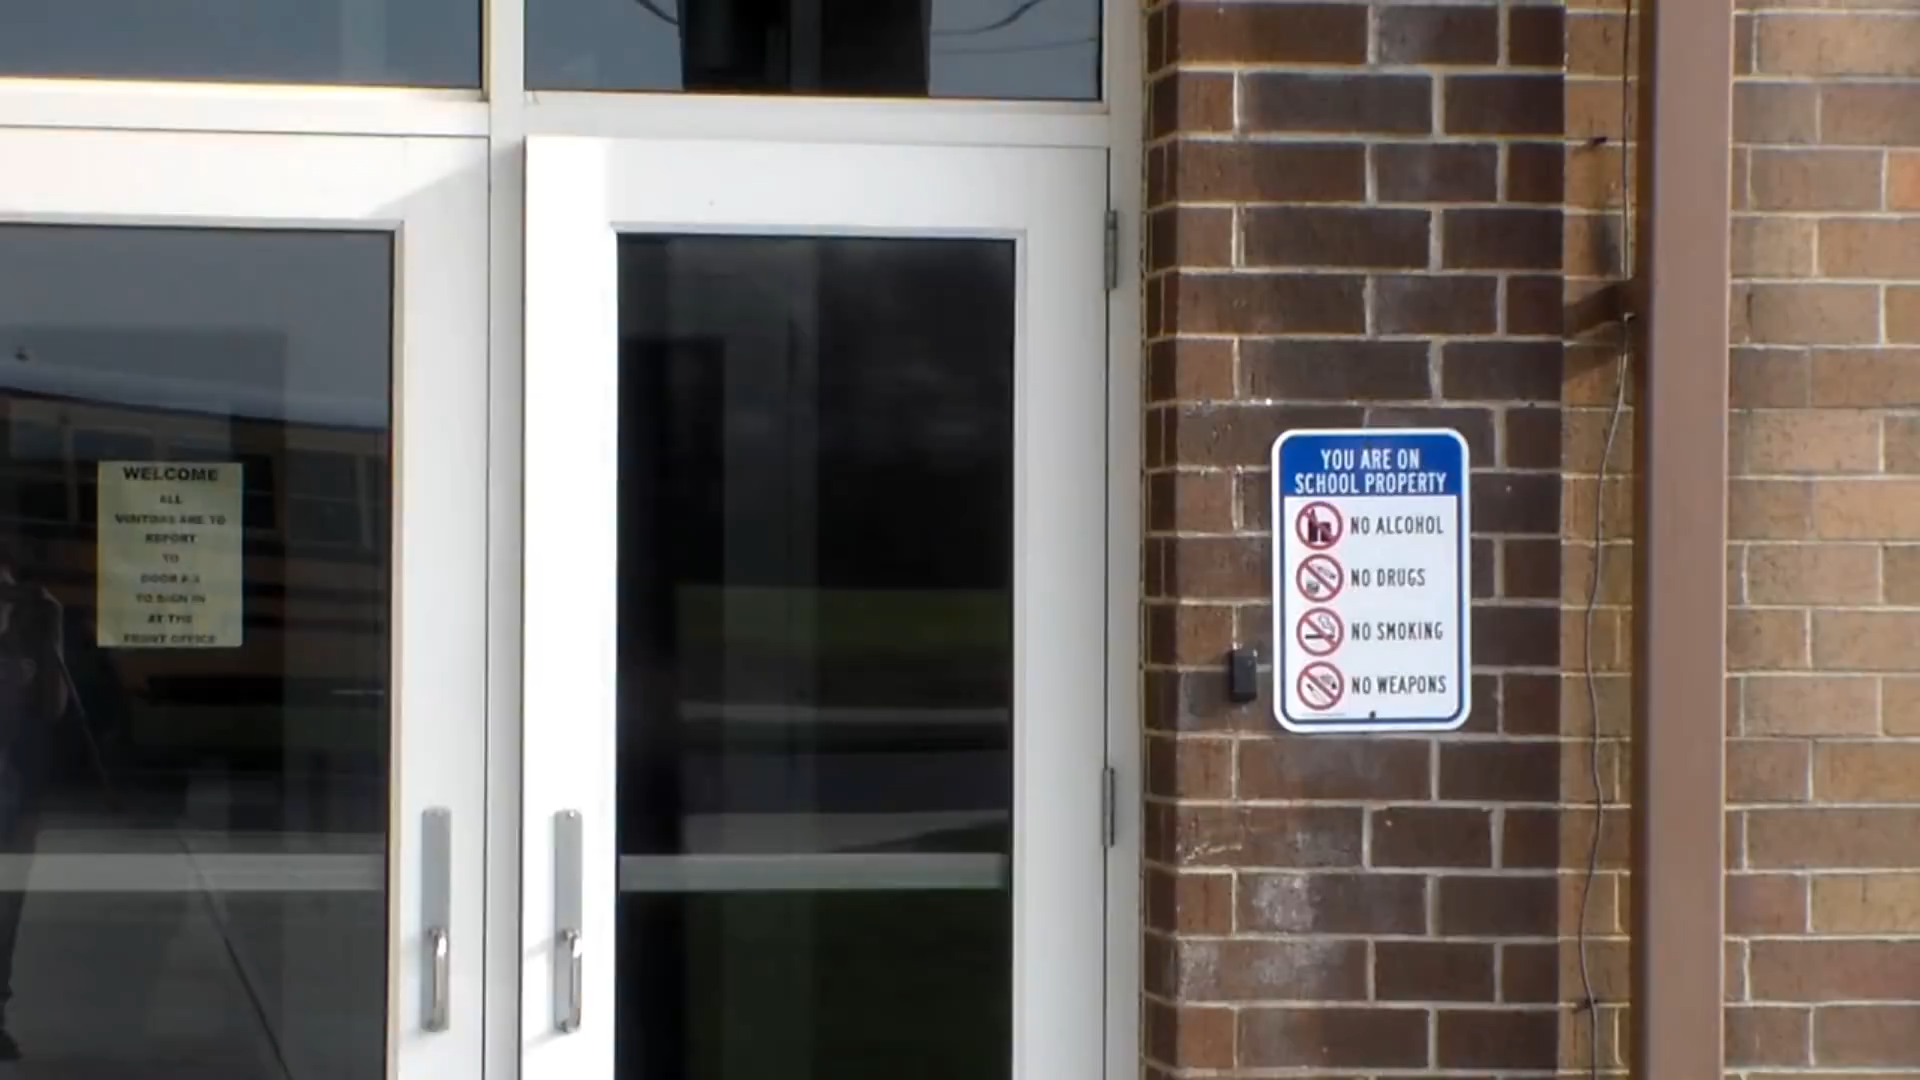 WELCOME
ALL
VISITORS ARE TO
REPORT
TO
DOOR
TO SIGN IN
AT THE
FRONT OFFICE
YOU ARE ON
SCHOOL PROPERTY
NO ALCOHOL
NO DRUGS
NO SMOKING
NO WEAPONS